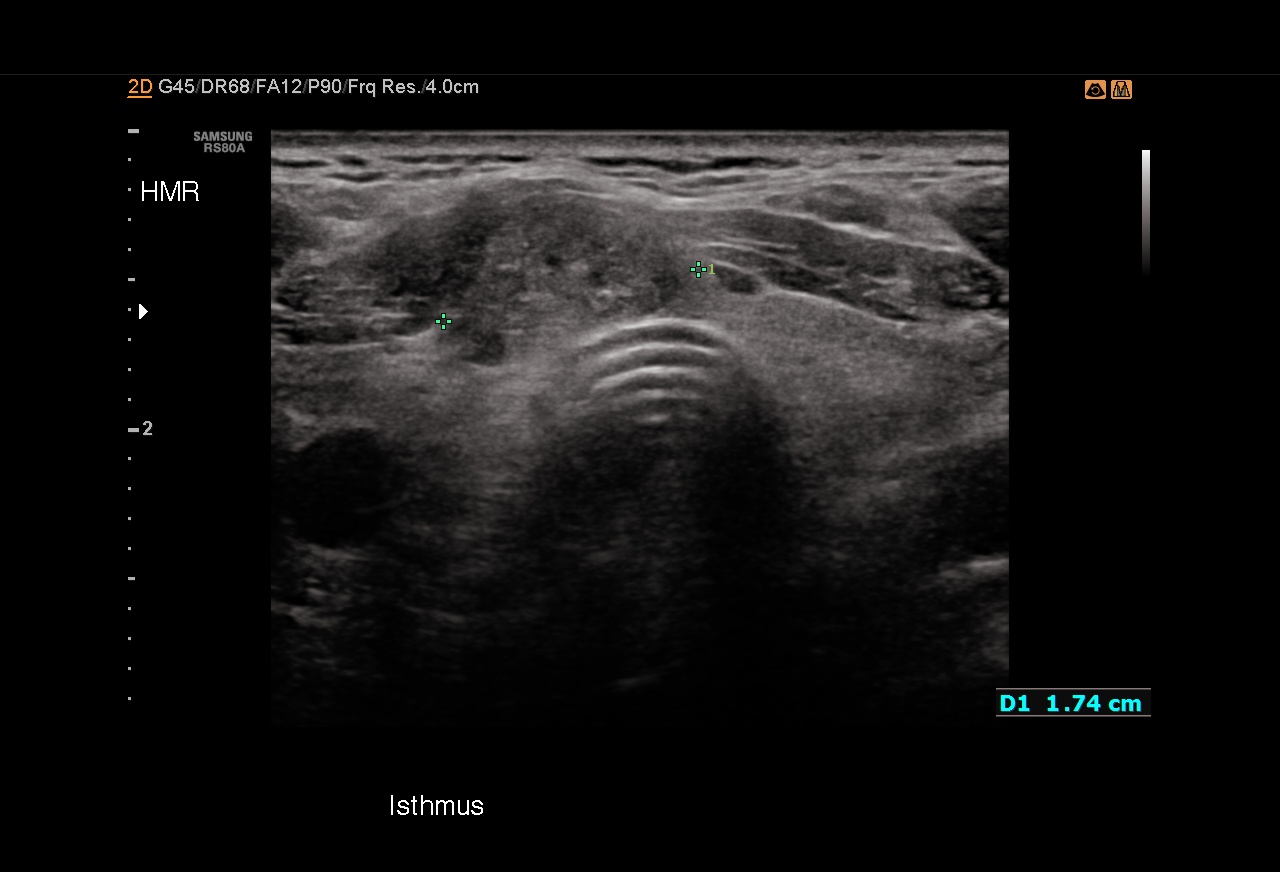 2D G45/DR68/FA12/P90/Frq Res./4.0cm
SAMSUNG
RS80A
HMR
1
2
D1 1.74 cm
Isthmus